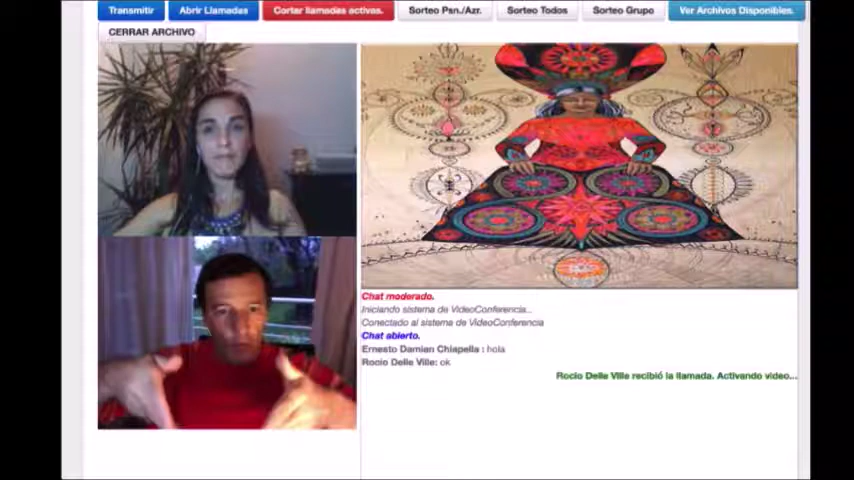 Transmitir
Abrir Llamadas
Cortar llamadas activas.
Sorteo Psn./Azr.
Sorteo Todos
Sorteo Grupo
Ver Archivos Disponibles.
CERRAR ARCHIVO
Chat moderado.
Iniciando sistema de VideoConferencia...
Conectado al sistema de VideoConferencia
Chat abierto.
Ernesto Damian Chiapella : hola
Rocio Delle Ville: ok
Rocio Delle Ville recibió la llamada. Activando video...